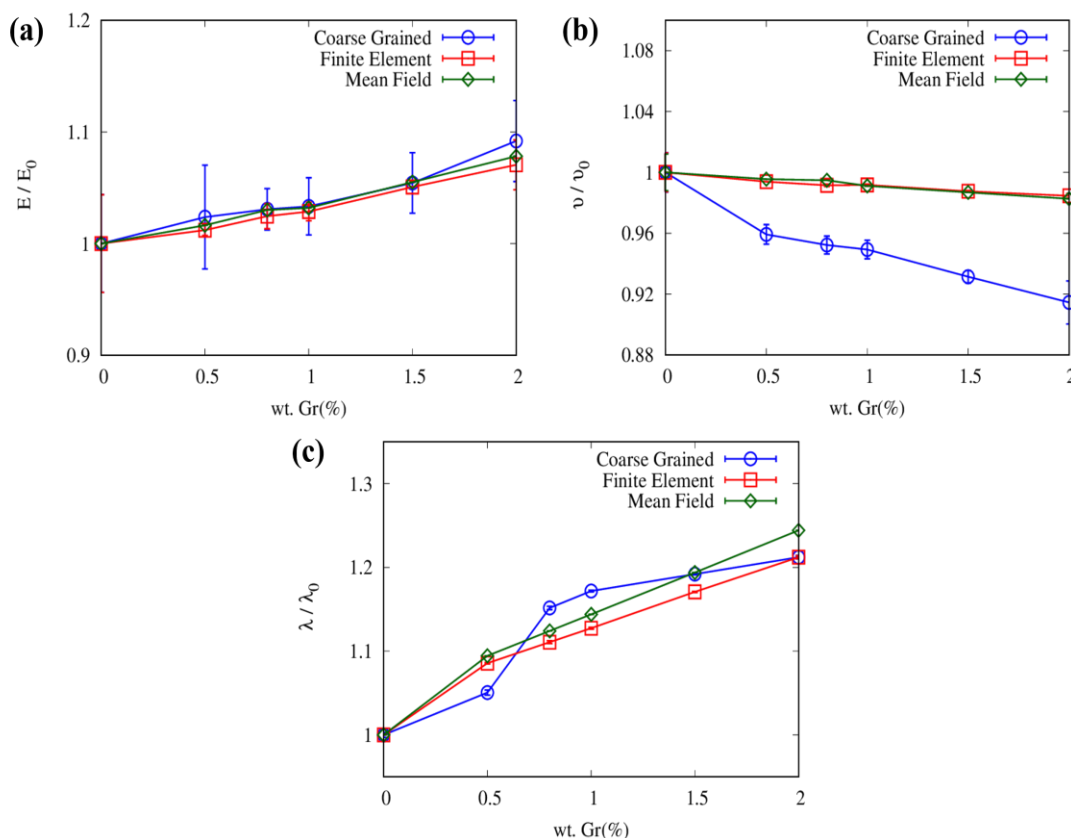 (a)
1.2
1.1
1
0.9
E / E0
Coarse Grained
Finite Element
Mean Field
0 0.5 1 1.5 2
wt. Gr(%)
(b)
1.08
1.04
1.00
0.96
0.92
0.88
υ / υ0
Coarse Grained
Finite Element
Mean Field
0 0.5 1 1.5 2
wt. Gr(%)
(c)
1.3
1.2
1.1
1
λ / λ0
Coarse Grained
Finite Element
Mean Field
0 0.5 1 1.5 2
wt. Gr(%)